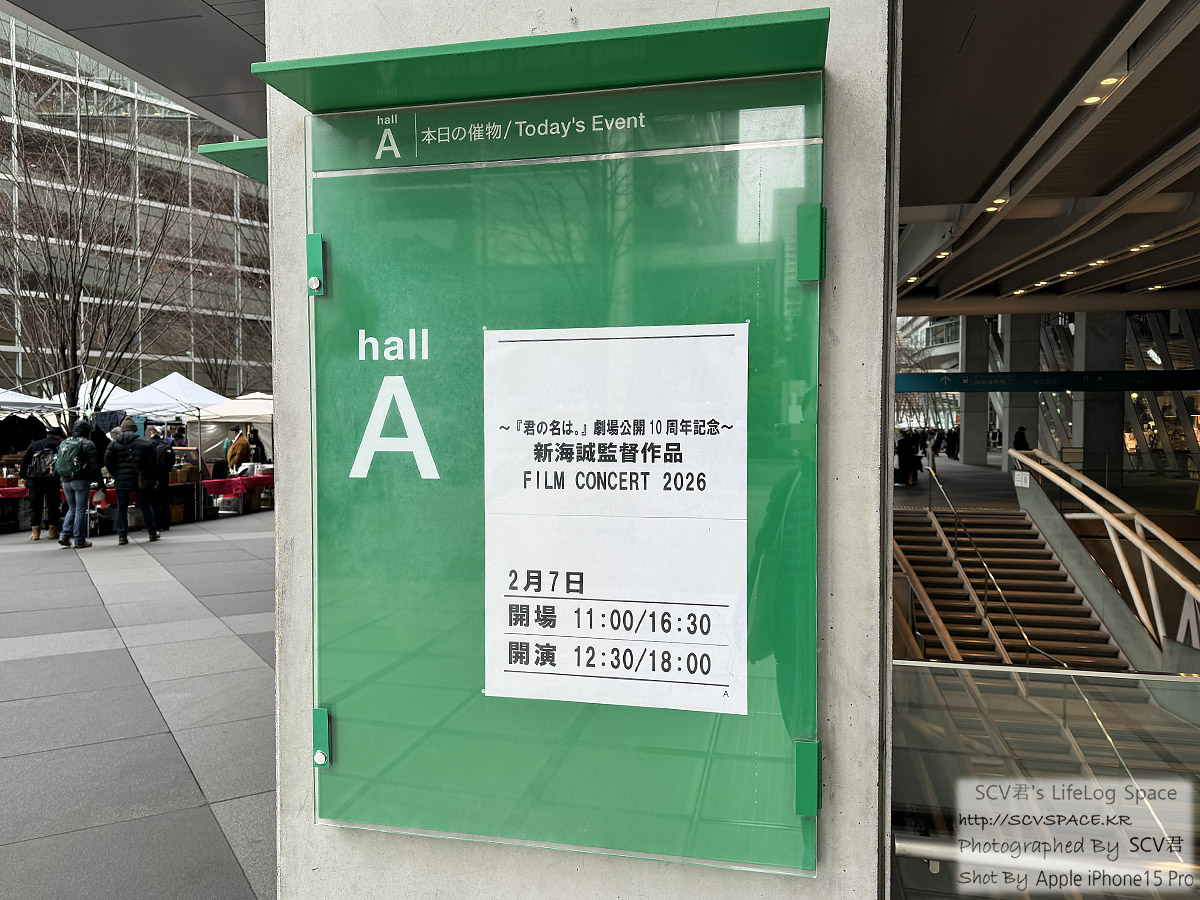 hall
A
本日の催物/Today's Event
hall
A
~『君の名は。』劇場公開10周年記念~
新海誠監督作品
FILM CONCERT 2026
2月7日
開場 11:00/16:30
開演 12:30/18:00
A
SCV君's LifeLog Space
http://SCVSPACE.KR
Photographed By SCV君
Shot By Apple iPhone15 Pro